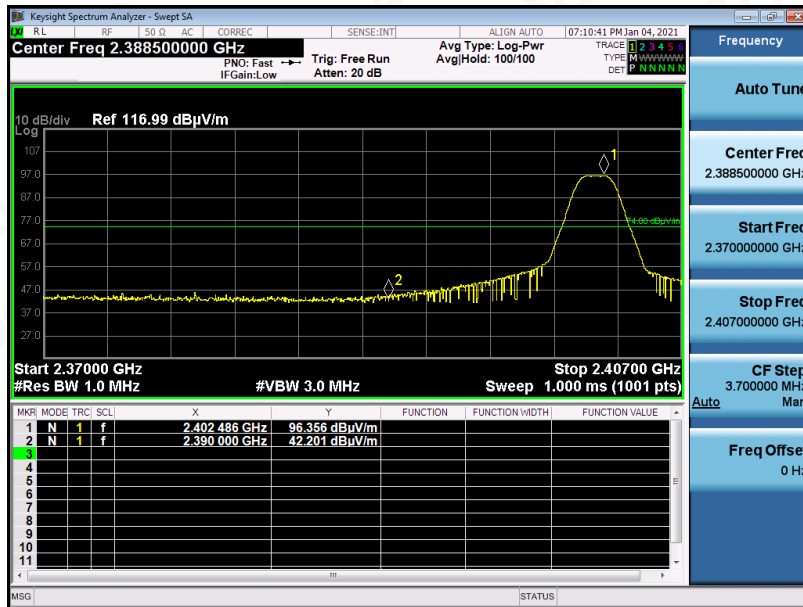 Keysight Spectrum Analyzer - Swept SA
LXI RL RF 50 Ω AC CORREC SENSE:INT ALIGN AUTO 07:10:41 PM Jan 04, 2021
Center Freq 2.388500000 GHz
PNO: Fast
IFGain:Low
Trig: Free Run
Atten: 20 dB
Avg Type: Log-Pwr
Avg|Hold: 100/100
TRACE 1 2 3 4 5 6
TYPE M WWWWW
DET P N N N N N
10 dB/div Ref 116.99 dBµV/m
Log
107
97.0
87.0
77.0
67.0
57.0
47.0
37.0
27.0
1
74.00 dBµV/m
2
Start 2.37000 GHz Stop 2.40700 GHz
#Res BW 1.0 MHz #VBW 3.0 MHz Sweep 1.000 ms (1001 pts)
MKR MODE TRC SCL X Y FUNCTION FUNCTION WIDTH FUNCTION VALUE
1 N 1 f 2.402 486 GHz 96.356 dBµV/m
2 N 1 f 2.390 000 GHz 42.201 dBµV/m
3
4
5
6
7
8
9
10
11
MSG STATUS
Frequency
Auto Tune
Center Freq
2.388500000 GHz
Start Freq
2.370000000 GHz
Stop Freq
2.407000000 GHz
CF Step
3.700000 MHz
Auto Man
Freq Offset
0 Hz